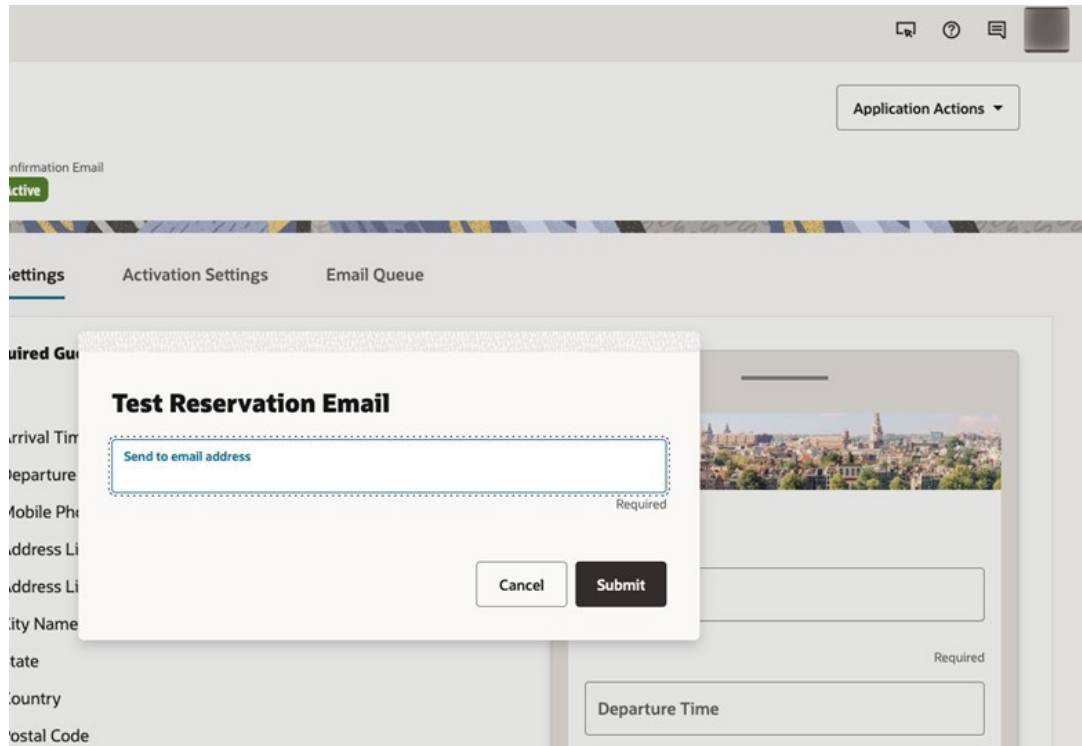 Application Actions
nfirmation Email
Active
ettings
Activation Settings
Email Queue
uired Gu
Test Reservation Email
rrival Tim
Send to email address
eparture
Required
Mobile Pho
ddress Li
Cancel
Submit
ddress Li
ity Name
tate
Required
ountry
Departure Time
ostal Code